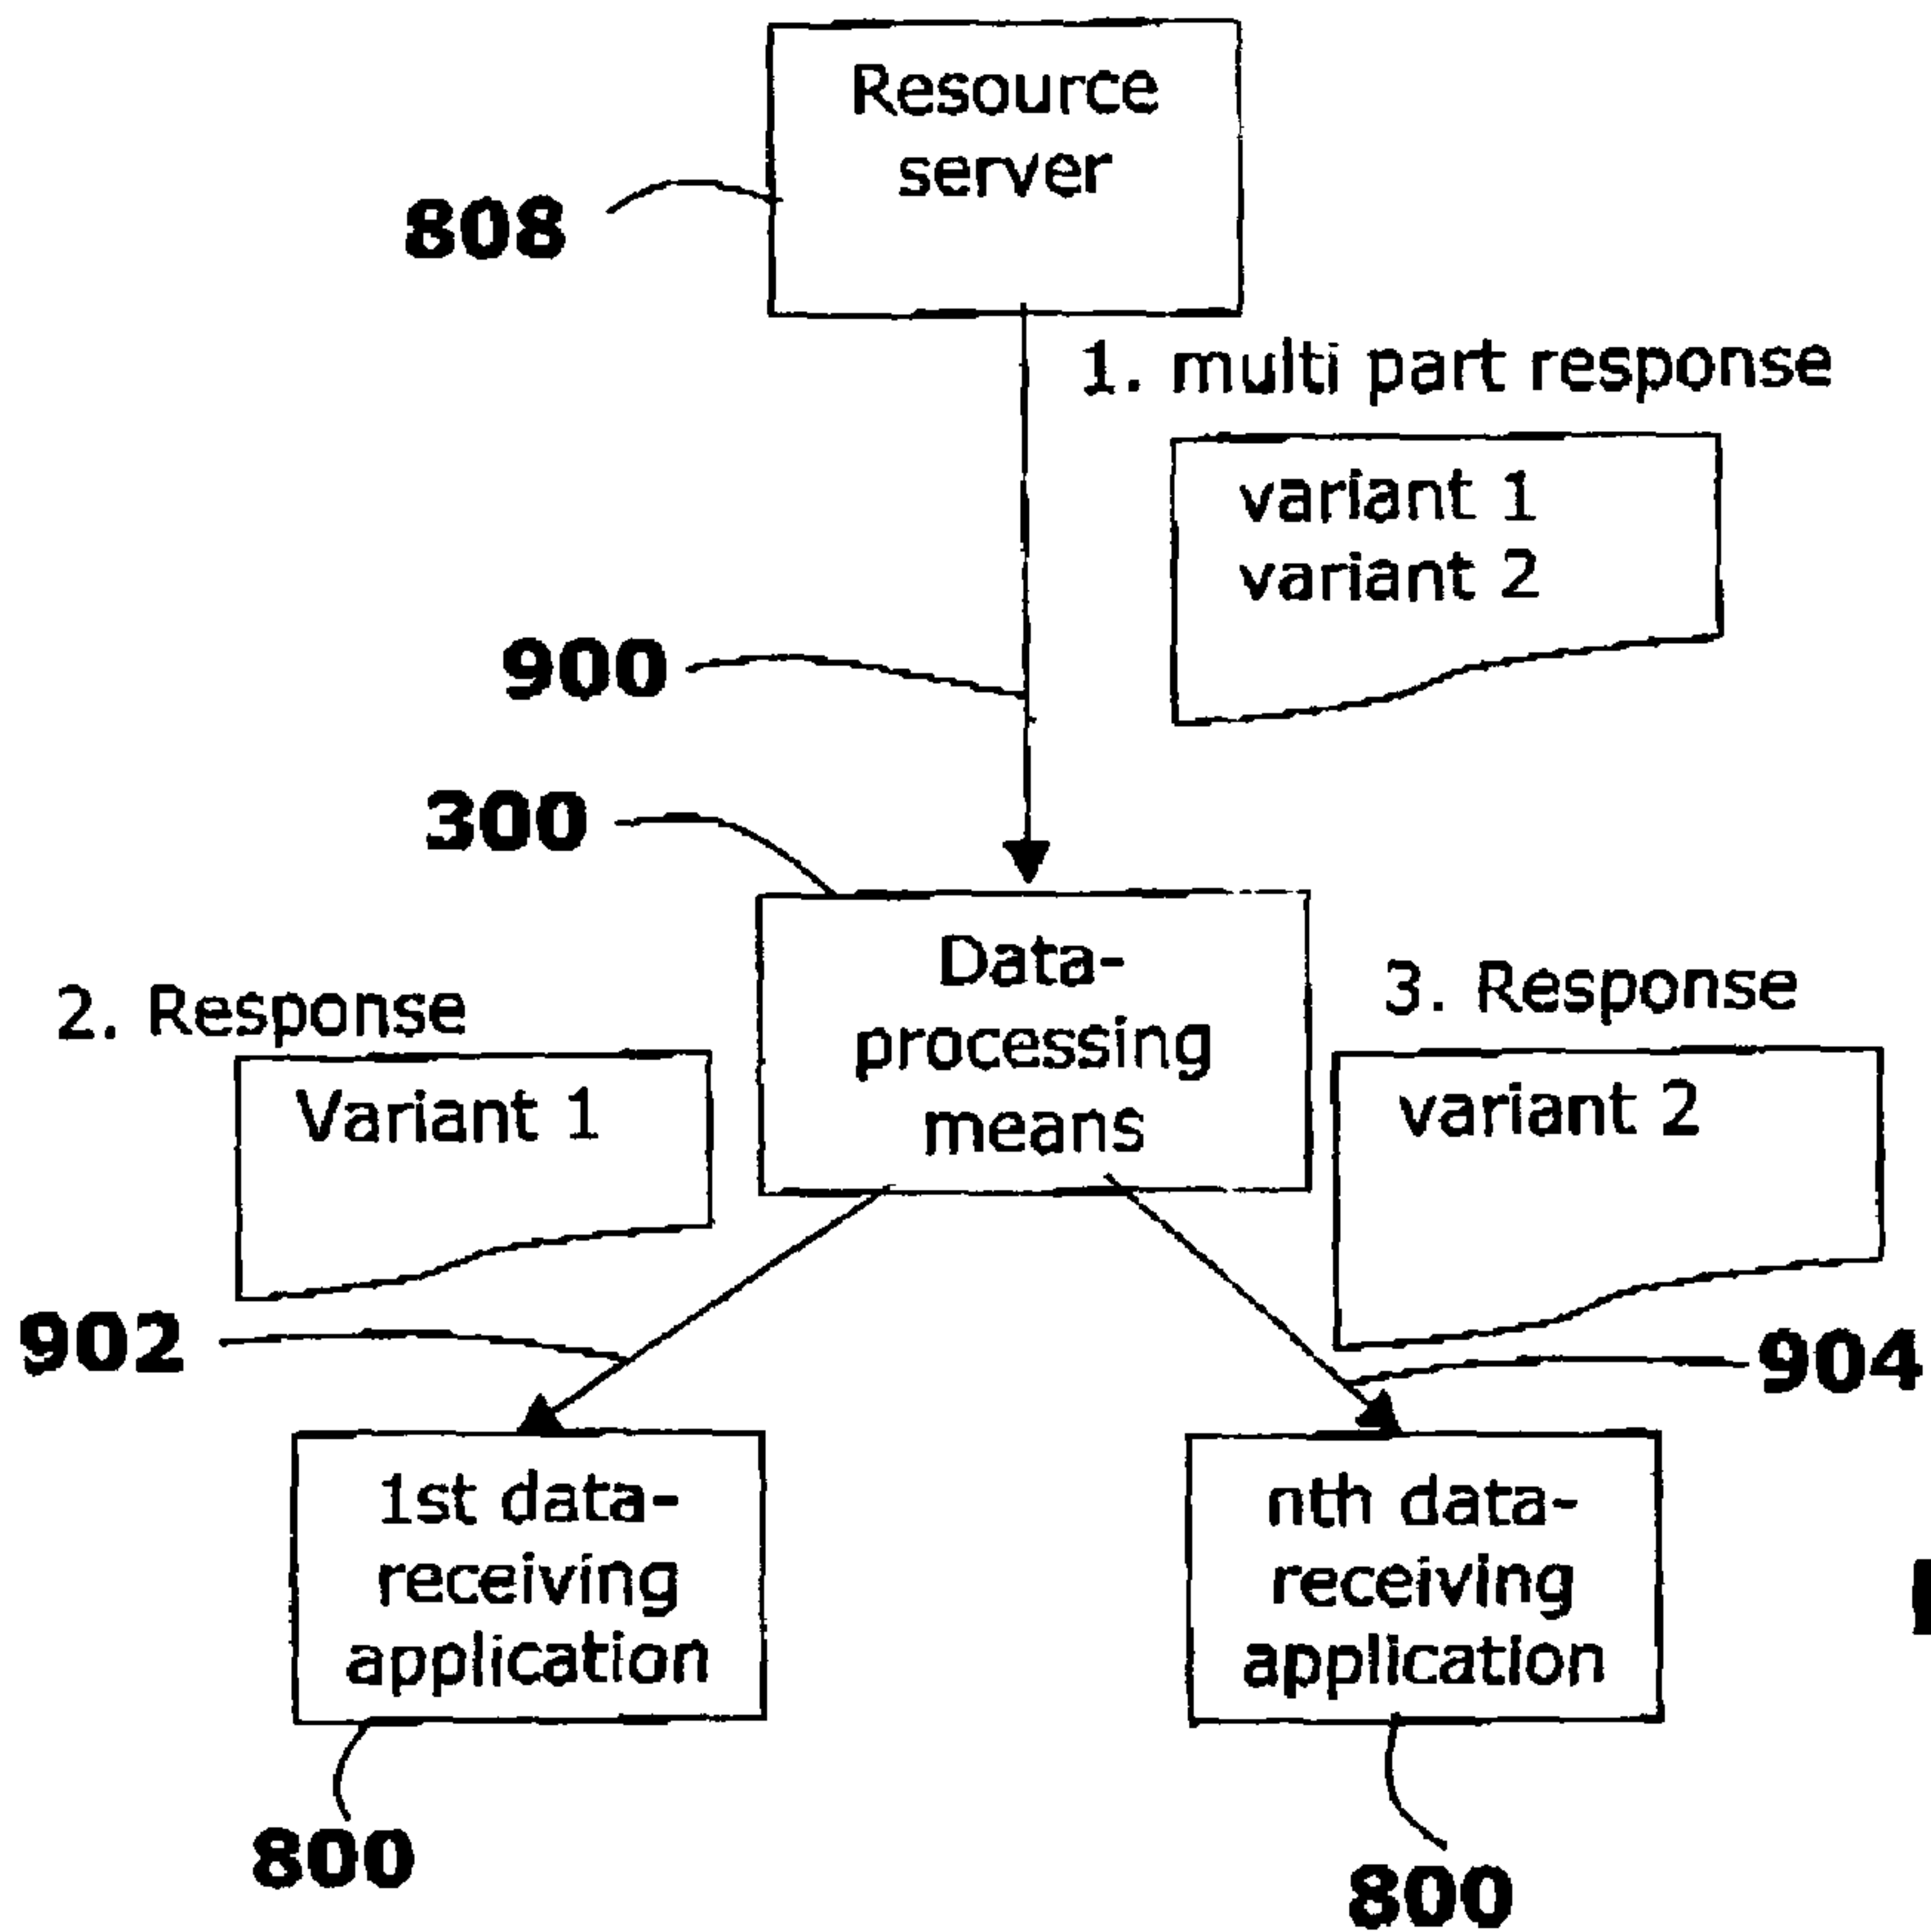 Resource
server
808
1. multi part response
variant 1
variant 2
900
300
Data-
processing
means
2. Response
Variant 1
3. Response
variant 2
902
904
1st data-
receiving
application
nth data-
receiving
application
800
800